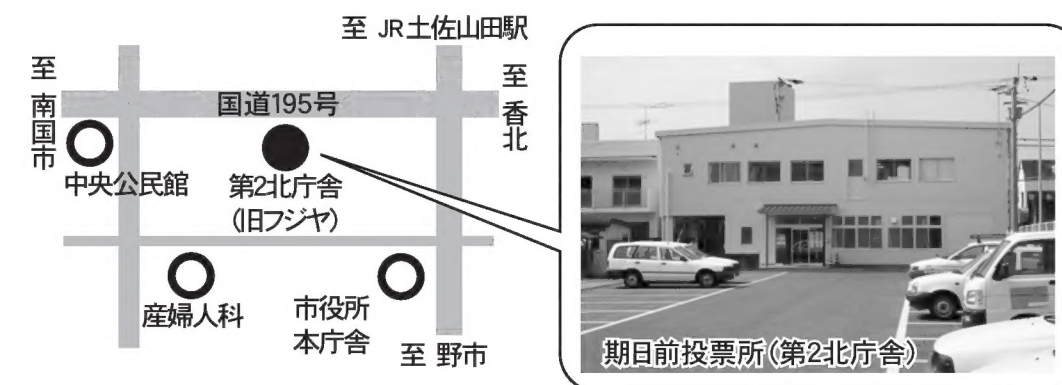 至 JR土佐山田駅
至 南国市
至 香北
国道195号
中央公民館
第2北庁舎
(旧フジヤ)
産婦人科
市役所
本庁舎
至 野市
期日前投票所(第2北庁舎)